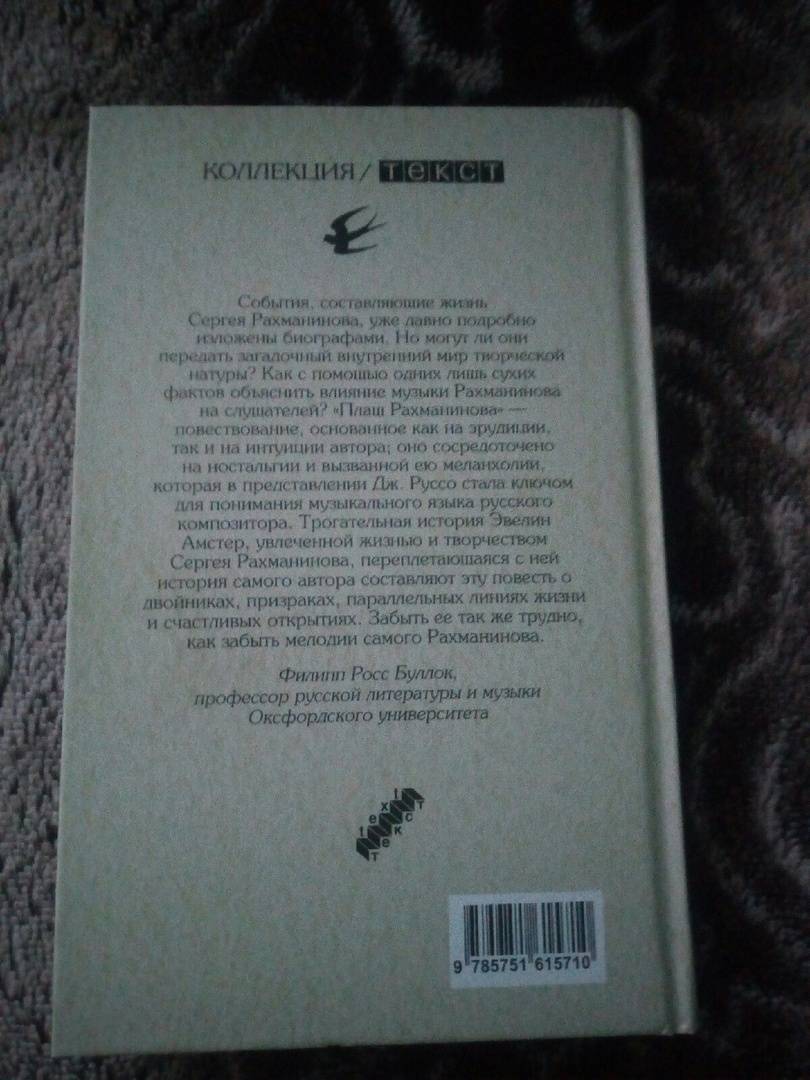 КОЛЛЕКЦИЯ / текст
События, составляющие жизнь
Сергея Рахманинова, уже давно подробно
изложены биографами. Но могут ли они
передать загадочный внутренний мир творческой
натуры? Как с помощью одних лишь сухих
фактов объяснить влияние музыки Рахманинова
на слушателей? «Плащ Рахманинова» —
повествование, основанное как на эрудиции,
так и на интуиции автора; оно сосредоточено
на ностальгии и вызванной ею меланхолии,
которая в представлении Дж. Руссо стала ключом
для понимания музыкального языка русского
композитора. Трогательная история Эвелин
Амстер, увлеченной жизнью и творчеством
Сергея Рахманинова, переплетающаяся с ней
история самого автора составляют эту повесть о
двойниках, призраках, параллельных линиях жизни
и счастливых открытиях. Забыть ее так же трудно,
как забыть мелодии самого Рахманинова.
Филипп Росс Буллок,
профессор русской литературы и музыки
Оксфордского университета
text
текст
9 785751 615710